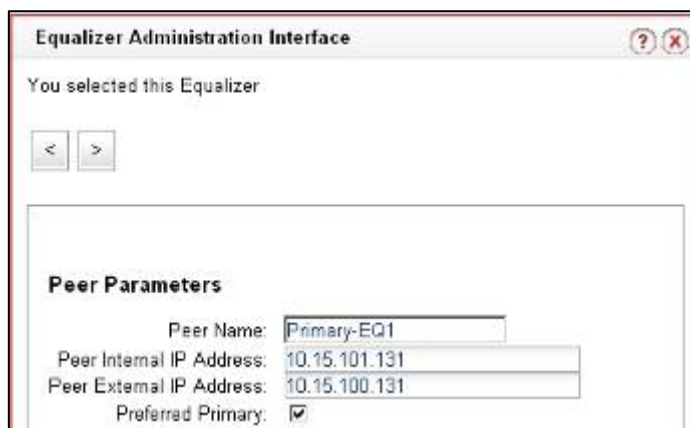 Equalizer Administration Interface ? X
You selected this Equalizer
< >
Peer Parameters
Peer Name: Primary-EQ1
Peer Internal IP Address: 10.15.101.131
Peer External IP Address: 10.15.100.131
Preferred Primary: